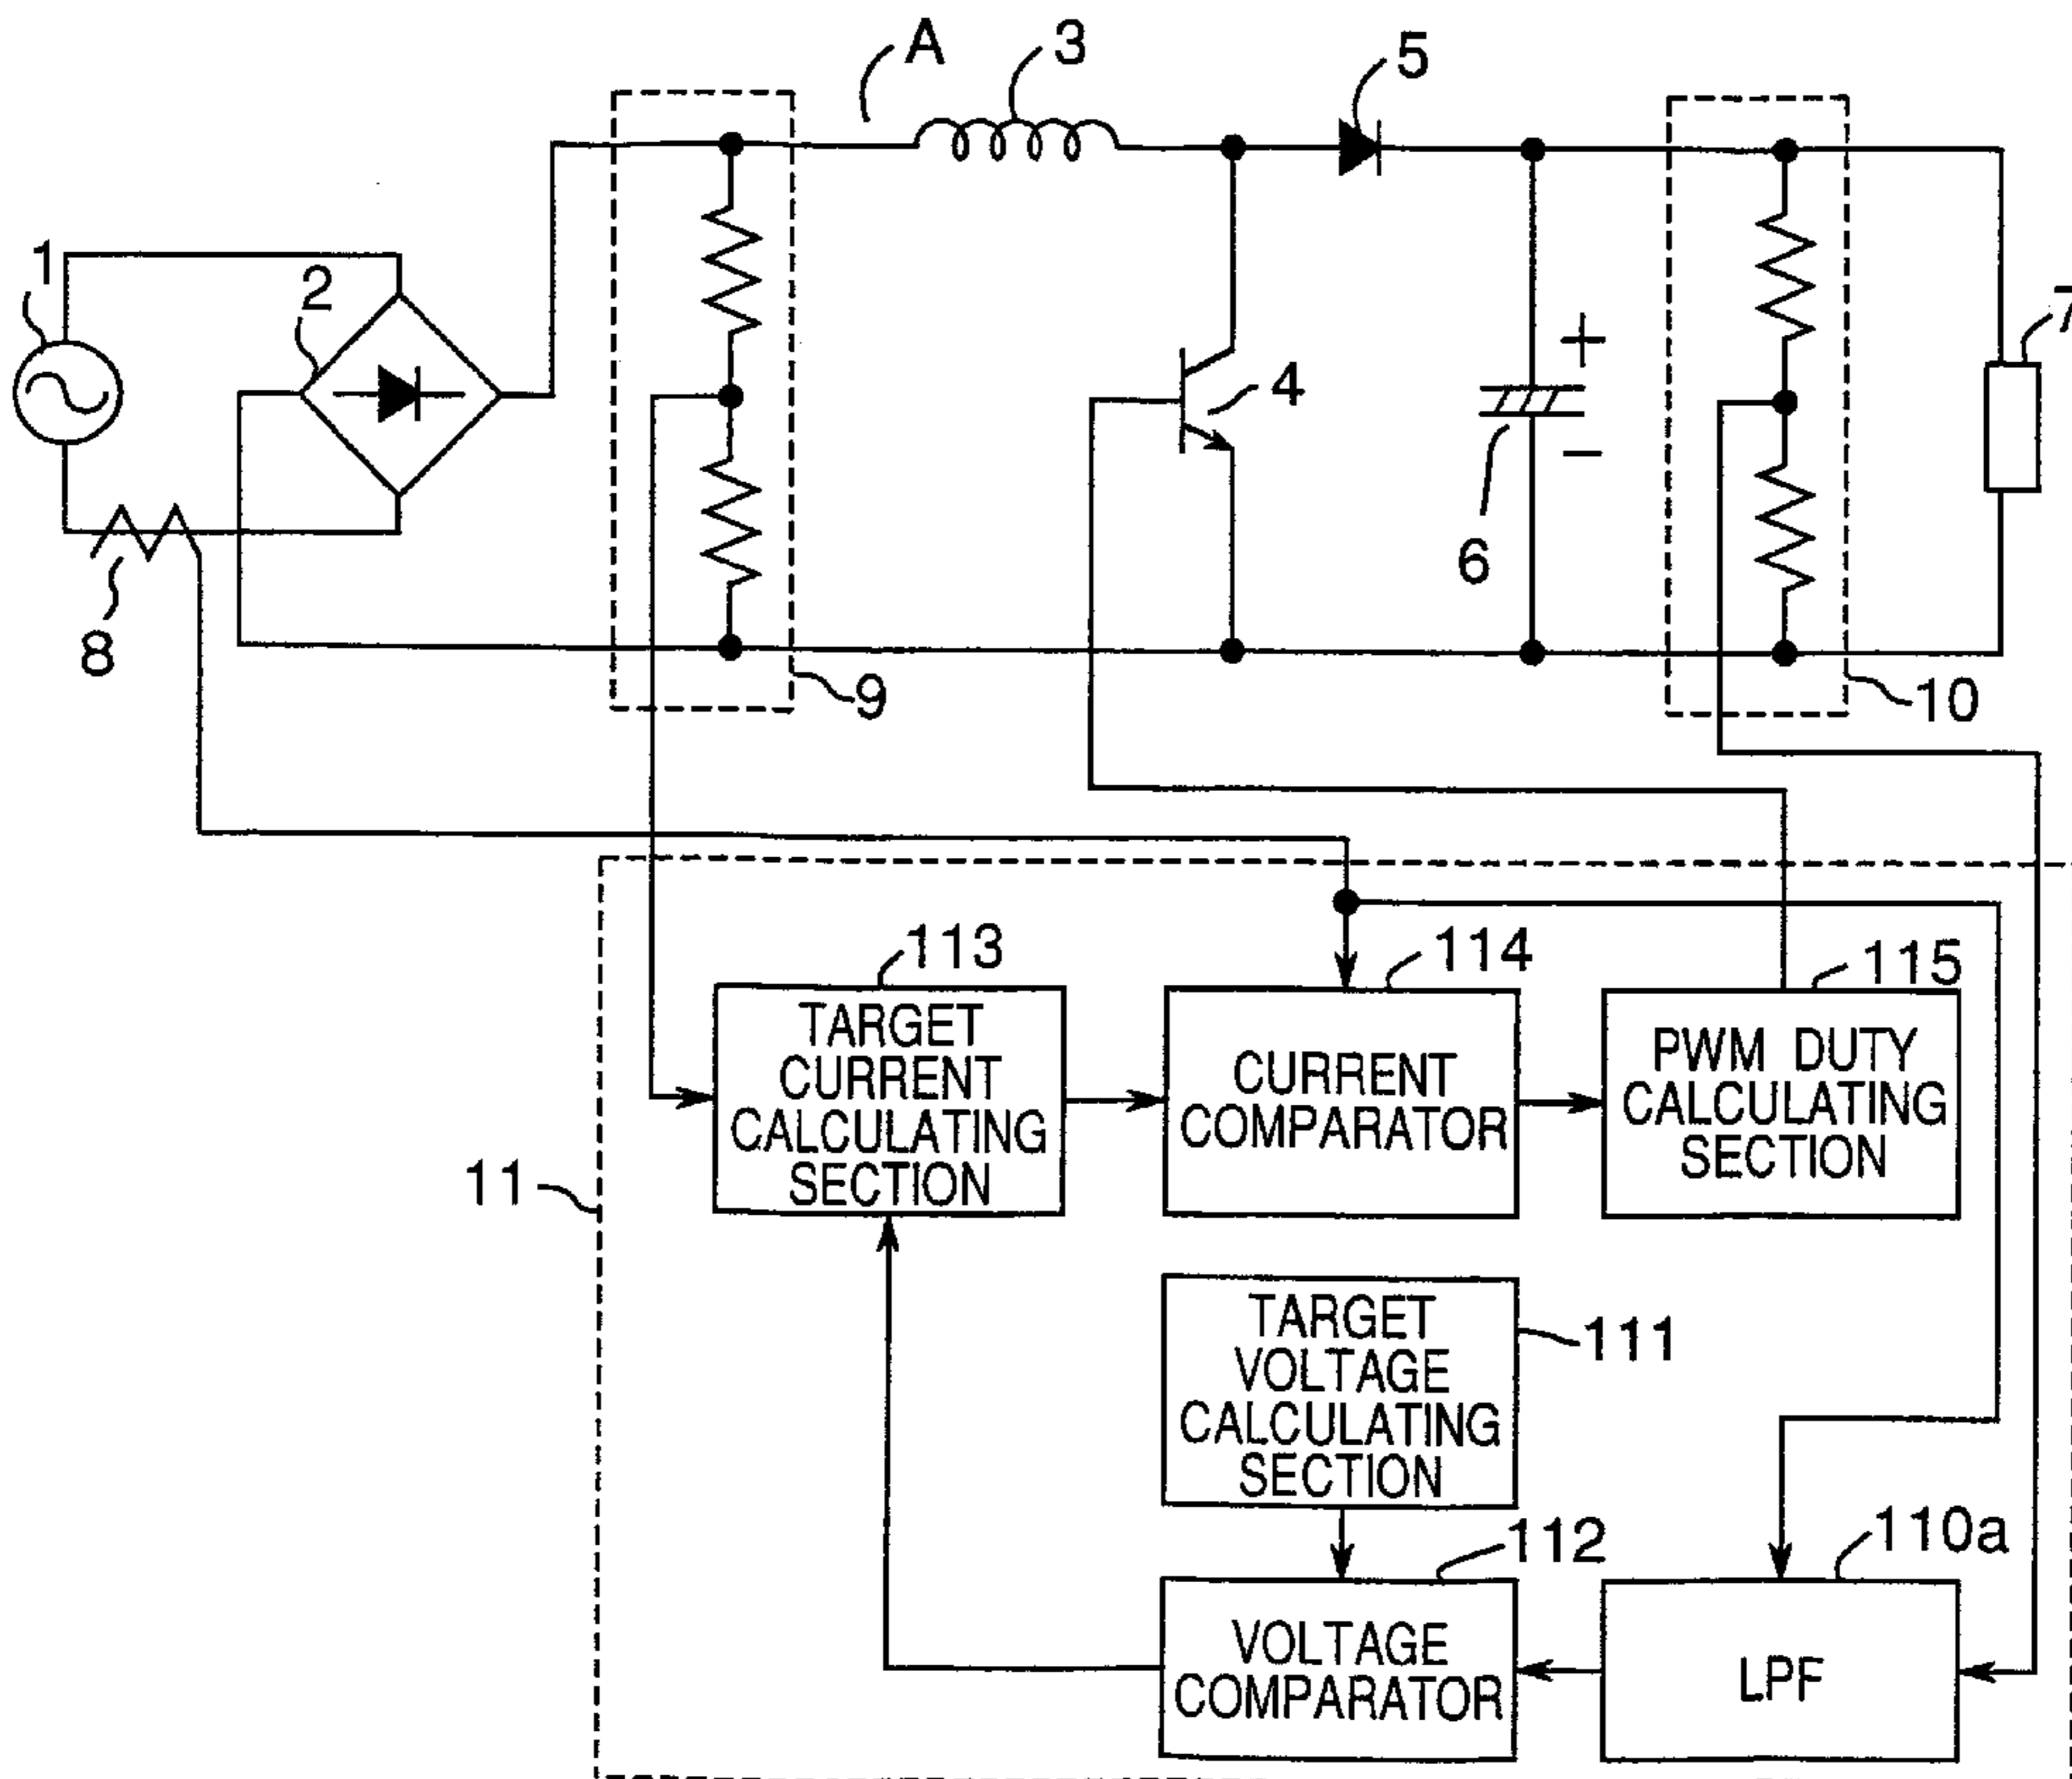 A
3
5
1
2
7
4
+
−
6
8
9
10
113
114
115
TARGET
CURRENT
CALCULATING
SECTION
CURRENT
COMPARATOR
PWM DUTY
CALCULATING
SECTION
11
TARGET
VOLTAGE
CALCULATING
SECTION
111
112
110a
VOLTAGE
COMPARATOR
LPF